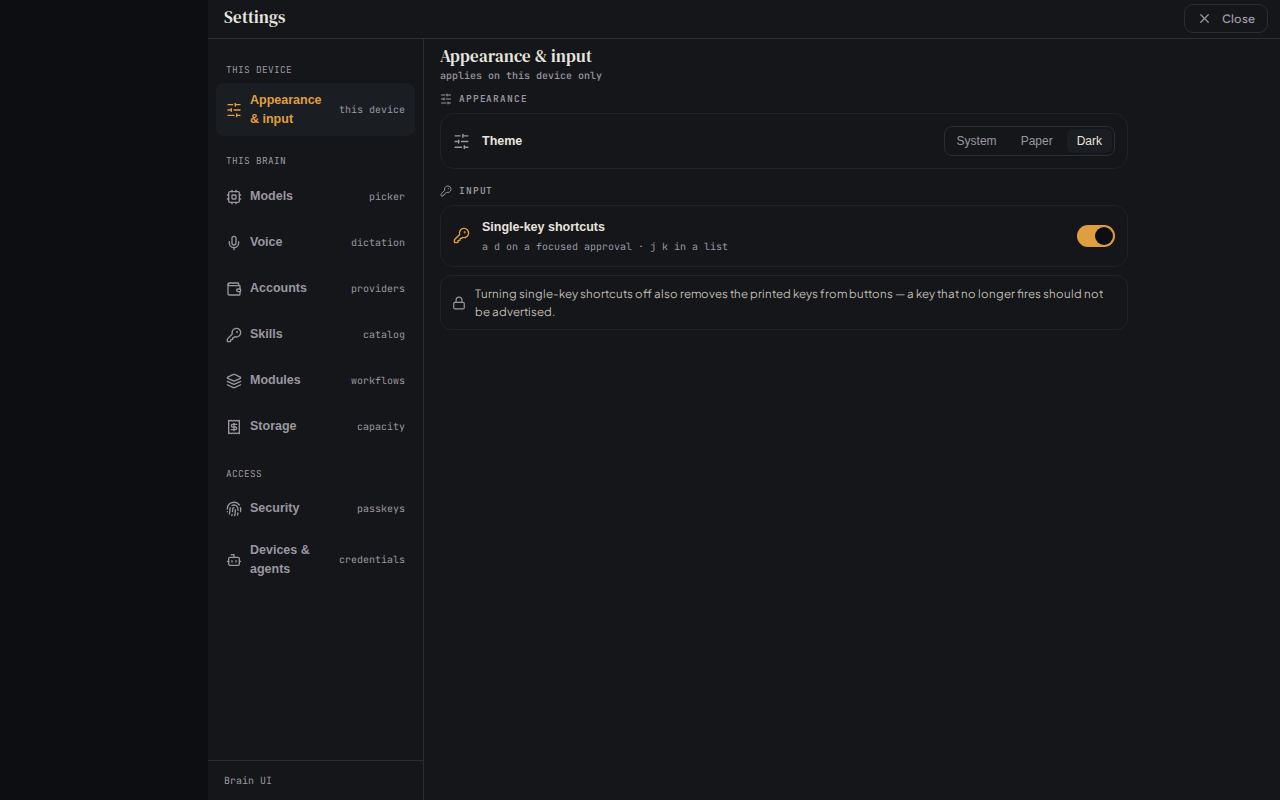 Settings
Close
THIS DEVICE
Appearance
& input
this device
THIS BRAIN
Models
picker
Voice
dictation
Accounts
providers
Skills
catalog
Modules
workflows
Storage
capacity
ACCESS
Security
passkeys
Devices &
agents
credentials
Brain UI
Appearance & input
applies on this device only
APPEARANCE
Theme
System
Paper
Dark
INPUT
Single-key shortcuts
a d on a focused approval · j k in a list
Turning single-key shortcuts off also removes the printed keys from buttons — a key that no longer fires should not
be advertised.